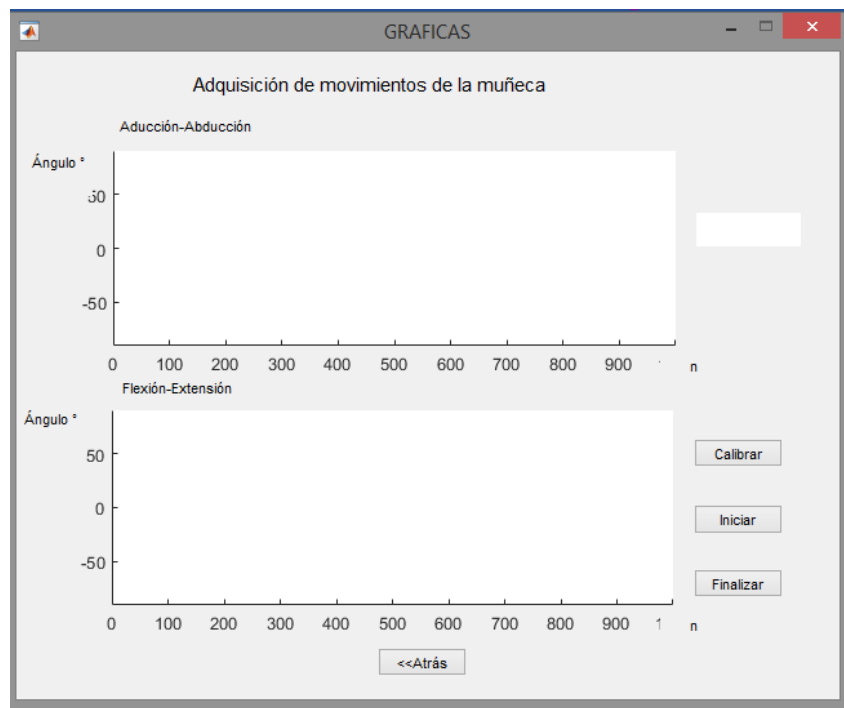 GRAFICAS
Adquisición de movimientos de la muñeca
Aducción-Abducción
Ángulo °
50
0
-50
0 100 200 300 400 500 600 700 800 900 n
Flexión-Extensión
Ángulo °
50
0
-50
Calibrar
Iniciar
Finalizar
0 100 200 300 400 500 600 700 800 900 n
<<Atrás